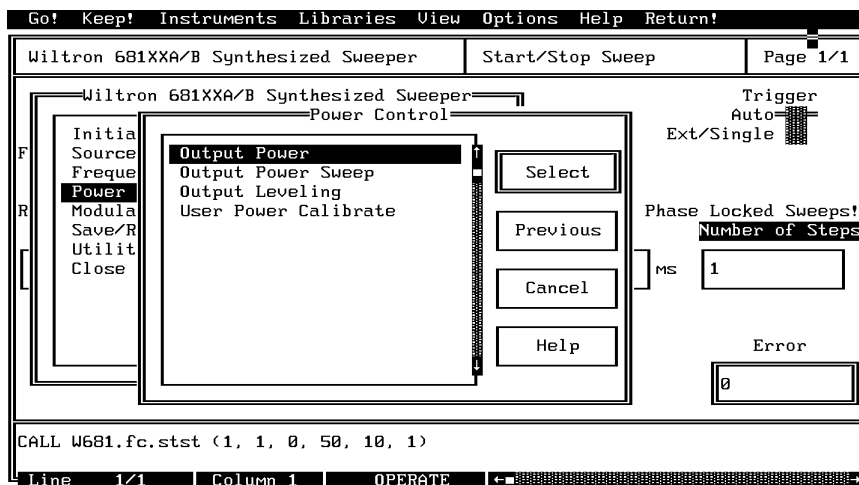 Go! Keep! Instruments Libraries View Options Help Return!
Wiltron 681XXA/B Synthesized Sweeper
Start/Stop Sweep
Page 1/1
Wiltron 681XXA/B Synthesized Sweeper
Power Control
Trigger
Auto
Ext/Single
Initia
Source
Freque
Power
Modula
Save/R
Utilit
Close
F
R
Output Power
Output Power Sweep
Output Leveling
User Power Calibrate
Select
Previous
Cancel
Help
Phase Locked Sweeps!
Number of Steps
ms
1
Error
0
CALL W681.fc.stst (1, 1, 0, 50, 10, 1)
Line 1/1 Column 1 OPERATE